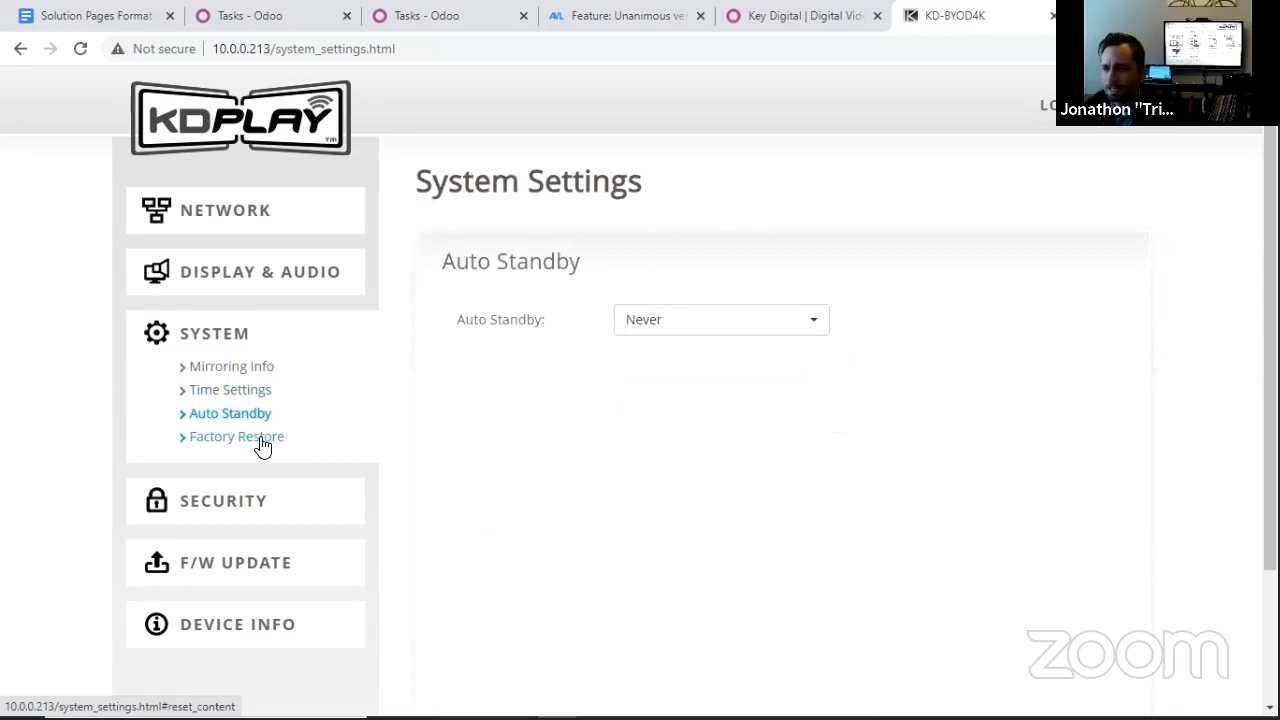 Solution Pages Format
Tasks - Odoo
Tasks - Odoo
Feature: Unanimous ve
Key Digital | Digital Vid
KD-BYOD4K
Not secure
10.0.0.213/system_settings.html
LO
Jonathon "Tri...
KDPLAY
TM
System Settings
NETWORK
DISPLAY & AUDIO
SYSTEM
Mirroring Info
Time Settings
Auto Standby
Factory Restore
SECURITY
F/W UPDATE
DEVICE INFO
Auto Standby
Auto Standby:
Never
zoom
10.0.0.213/system_settings.html#reset_content